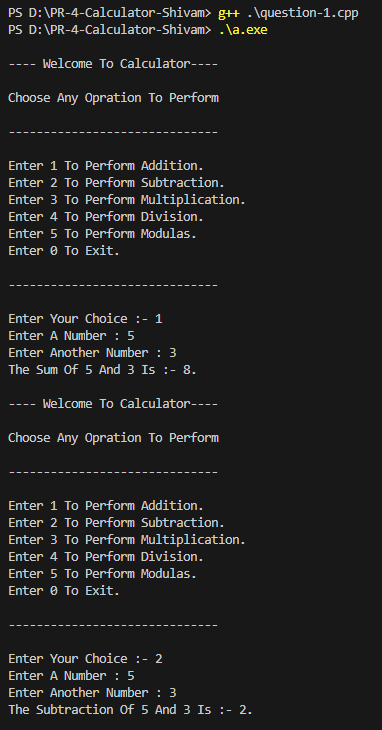 PS D:\PR-4-Calculator-Shivam> g++ .\question-1.cpp
PS D:\PR-4-Calculator-Shivam> .\a.exe
---- Welcome To Calculator----
Choose Any Opration To Perform
------------------------------
Enter 1 To Perform Addition.
Enter 2 To Perform Subtraction.
Enter 3 To Perform Multiplication.
Enter 4 To Perform Division.
Enter 5 To Perform Modulas.
Enter 0 To Exit.
------------------------------
Enter Your Choice :- 1
Enter A Number : 5
Enter Another Number : 3
The Sum Of 5 And 3 Is :- 8.
---- Welcome To Calculator----
Choose Any Opration To Perform
------------------------------
Enter 1 To Perform Addition.
Enter 2 To Perform Subtraction.
Enter 3 To Perform Multiplication.
Enter 4 To Perform Division.
Enter 5 To Perform Modulas.
Enter 0 To Exit.
------------------------------
Enter Your Choice :- 2
Enter A Number : 5
Enter Another Number : 3
The Subtraction Of 5 And 3 Is :- 2.